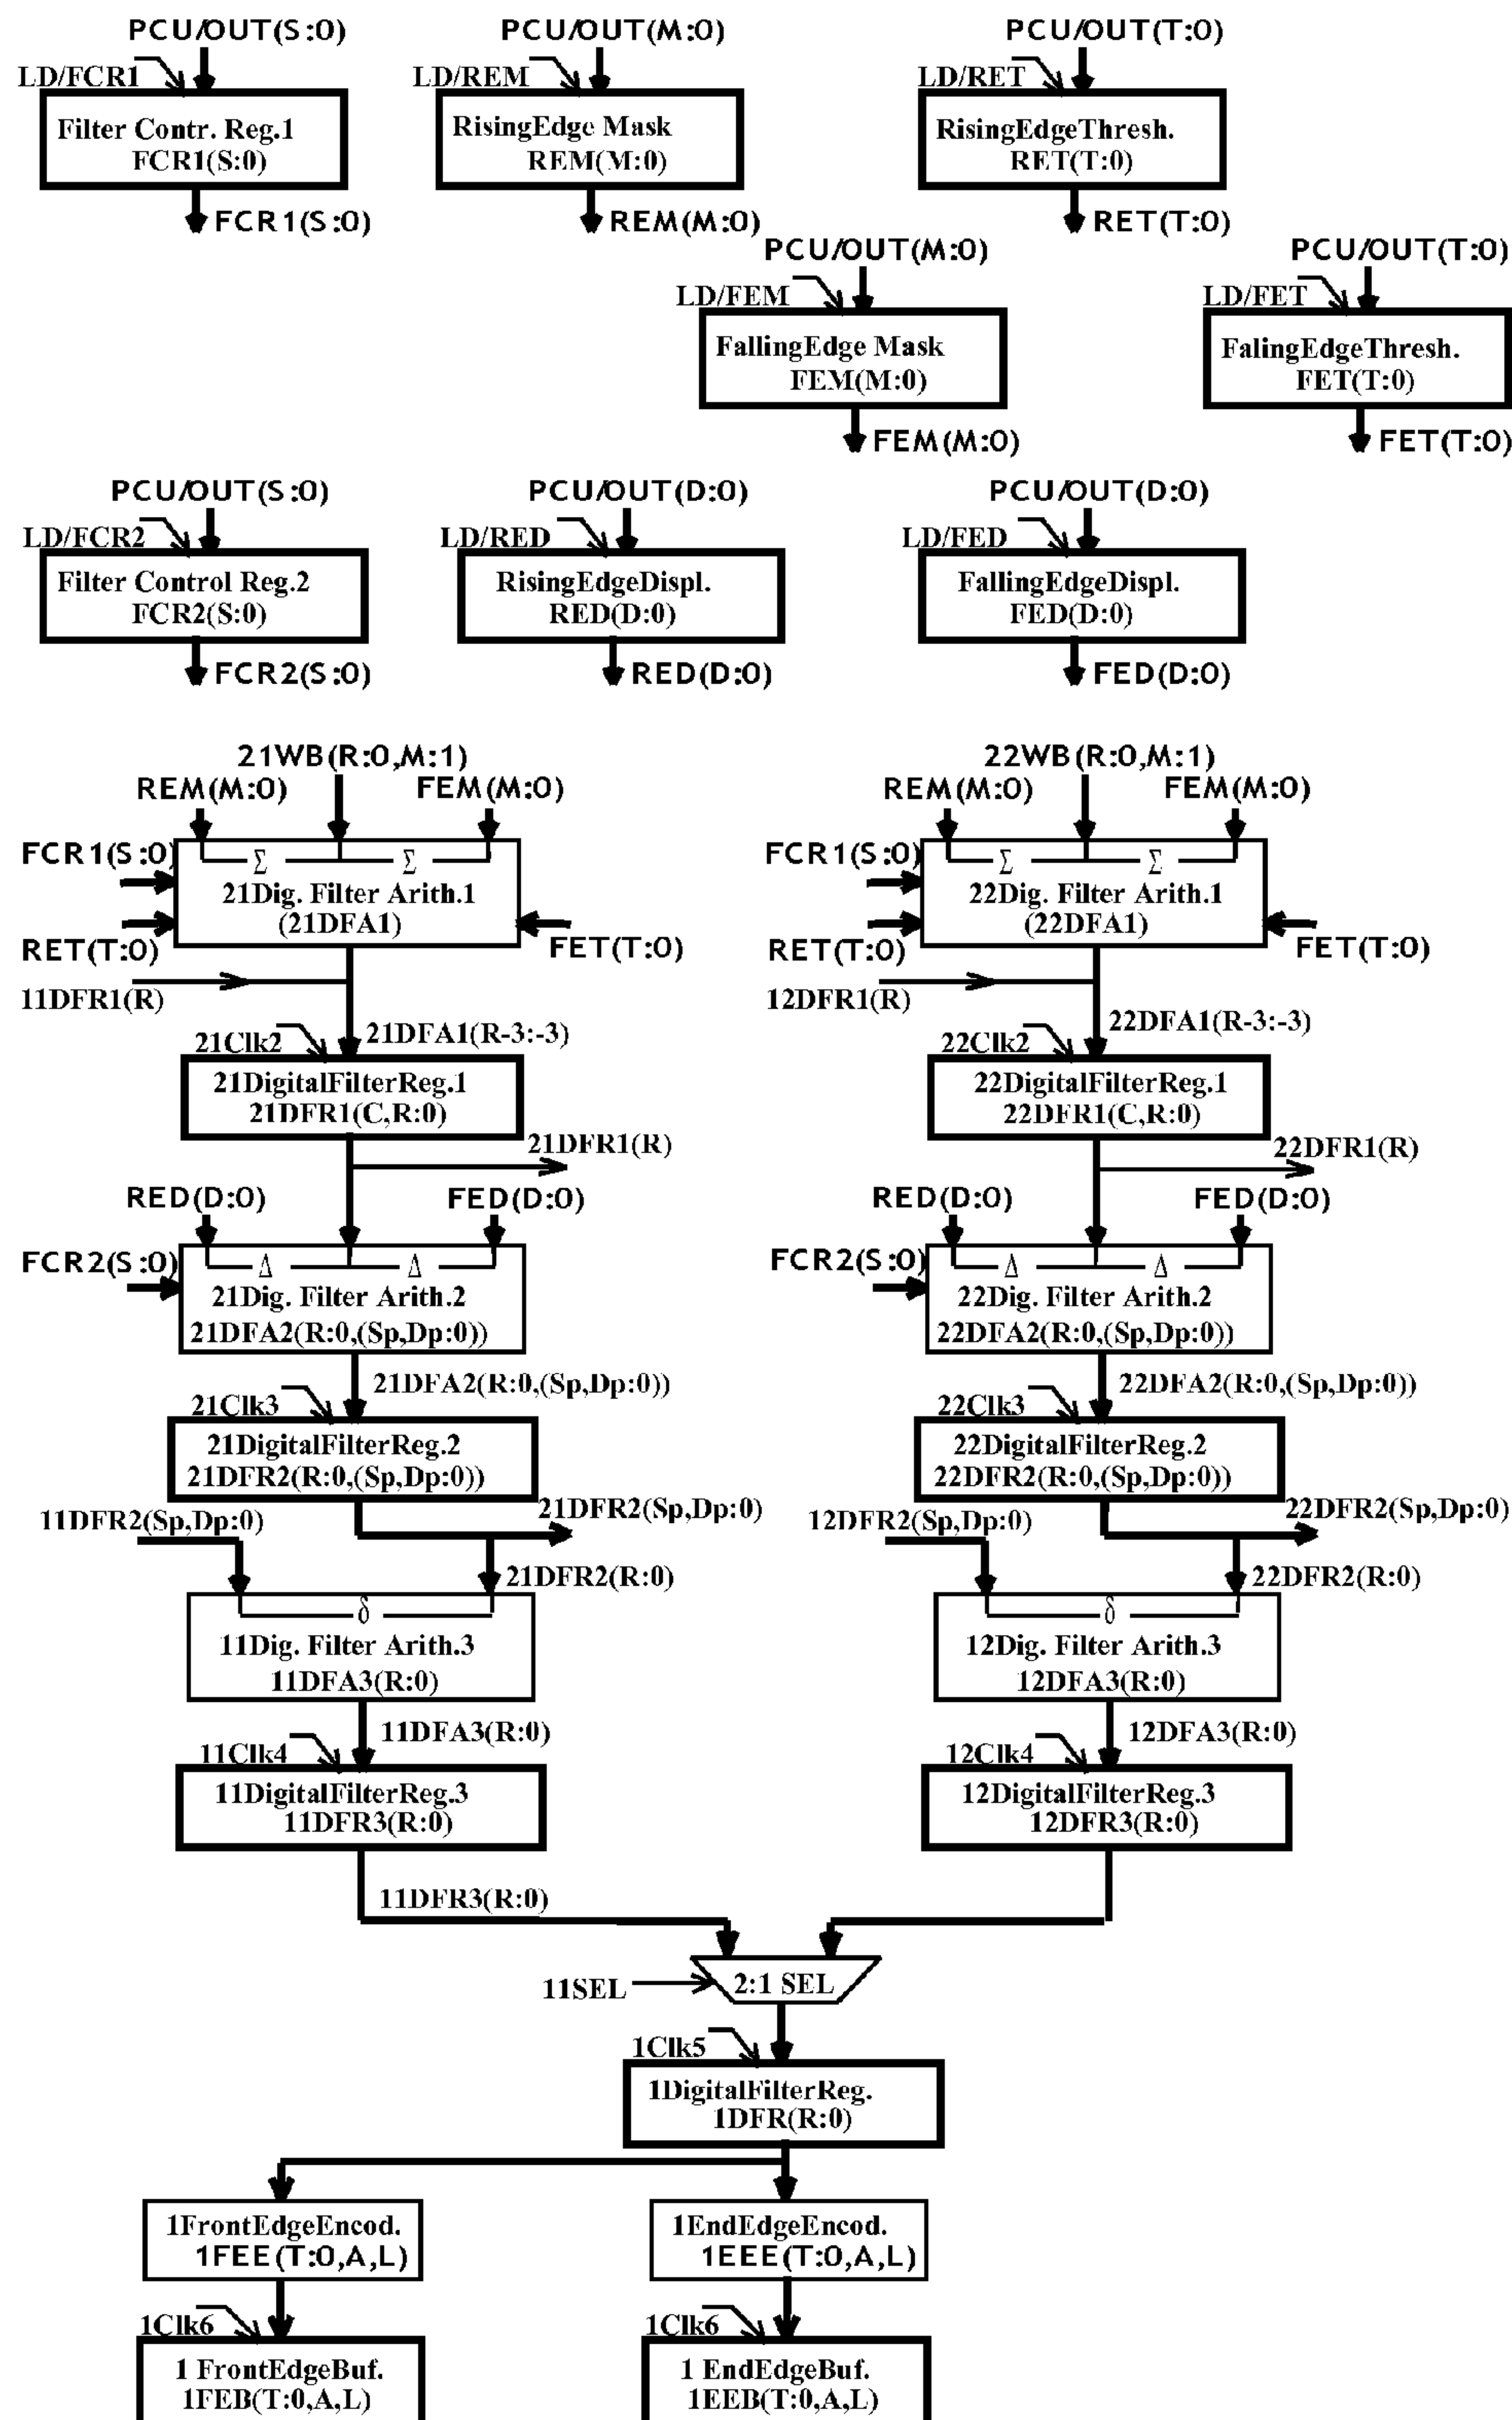 PCU/OUT(S:0)
PCU/OUT(M:0)
PCU/OUT(T:0)
LD/FCR1
LD/REM
LD/RET
Filter Contr. Reg.1
FCR1(S:0)
RisingEdge Mask
REM(M:0)
RisingEdgeThresh.
RET(T:0)
FCR1(S:0)
REM(M:0)
RET(T:0)
PCU/OUT(M:0)
PCU/OUT(T:0)
LD/FEM
LD/FET
FallingEdge Mask
FEM(M:0)
FalingEdgeThresh.
FET(T:0)
FEM(M:0)
FET(T:0)
PCU/OUT(S:0)
PCU/OUT(D:0)
PCU/OUT(D:0)
LD/FCR2
LD/RED
LD/FED
Filter Control Reg.2
FCR2(S:0)
RisingEdgeDispl.
RED(D:0)
FallingEdgeDispl.
FED(D:0)
FCR2(S:0)
RED(D:0)
FED(D:0)
21WB(R:0,M:1)
22WB(R:0,M:1)
REM(M:0)
FEM(M:0)
REM(M:0)
FEM(M:0)
FCR1(S:0)
FCR1(S:0)
Σ
Σ
Σ
Σ
21Dig. Filter Arith.1
(21DFA1)
22Dig. Filter Arith.1
(22DFA1)
RET(T:0)
FET(T:0)
RET(T:0)
FET(T:0)
11DFR1(R)
12DFR1(R)
21DFA1(R-3:-3)
22DFA1(R-3:-3)
21Clk2
22Clk2
21DigitalFilterReg.1
21DFR1(C,R:0)
22DigitalFilterReg.1
22DFR1(C,R:0)
21DFR1(R)
22DFR1(R)
RED(D:0)
FED(D:0)
RED(D:0)
FED(D:0)
FCR2(S:0)
FCR2(S:0)
Δ
Δ
Δ
Δ
21Dig. Filter Arith.2
21DFA2(R:0,(Sp,Dp:0))
22Dig. Filter Arith.2
22DFA2(R:0,(Sp,Dp:0))
21DFA2(R:0,(Sp,Dp:0))
22DFA2(R:0,(Sp,Dp:0))
21Clk3
22Clk3
21DigitalFilterReg.2
21DFR2(R:0,(Sp,Dp:0))
22DigitalFilterReg.2
22DFR2(R:0,(Sp,Dp:0))
11DFR2(Sp,Dp:0)
21DFR2(Sp,Dp:0)
12DFR2(Sp,Dp:0)
22DFR2(Sp,Dp:0)
21DFR2(R:0)
22DFR2(R:0)
δ
δ
11Dig. Filter Arith.3
11DFA3(R:0)
12Dig. Filter Arith.3
12DFA3(R:0)
11DFA3(R:0)
12DFA3(R:0)
11Clk4
12Clk4
11DigitalFilterReg.3
11DFR3(R:0)
12DigitalFilterReg.3
12DFR3(R:0)
11DFR3(R:0)
11SEL
2:1 SEL
1Clk5
1DigitalFilterReg.
1DFR(R:0)
1FrontEdgeEncod.
1FEE(T:0,A,L)
1EndEdgeEncod.
1EEE(T:0,A,L)
1Clk6
1Clk6
1 FrontEdgeBuf.
1FEB(T:0,A,L)
1 EndEdgeBuf.
1EEB(T:0,A,L)